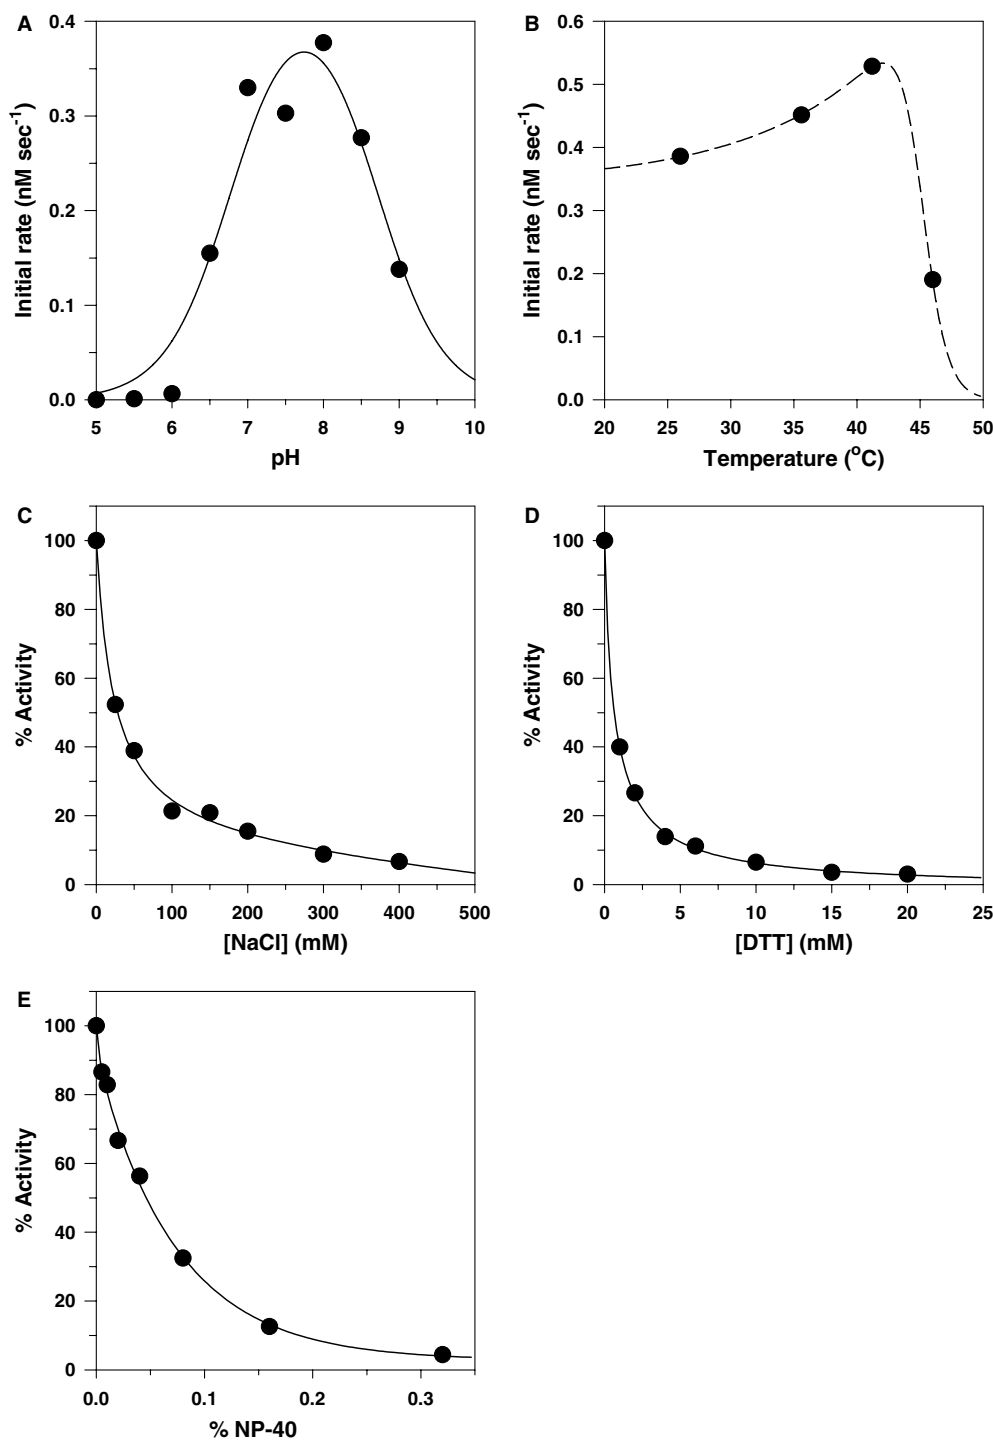 A
0.4
0.3
0.2
0.1
0.0
Initial rate (nM sec⁻¹)
5 6 7 8 9 10
pH
B
0.6
0.5
0.4
0.3
0.2
0.1
0.0
Initial rate (nM sec⁻¹)
20 25 30 35 40 45 50
Temperature (°C)
C
100
80
60
40
20
0
% Activity
0 100 200 300 400 500
[NaCl] (mM)
D
100
80
60
40
20
0
% Activity
0 5 10 15 20 25
[DTT] (mM)
E
100
80
60
40
20
0
% Activity
0.0 0.1 0.2 0.3
% NP-40